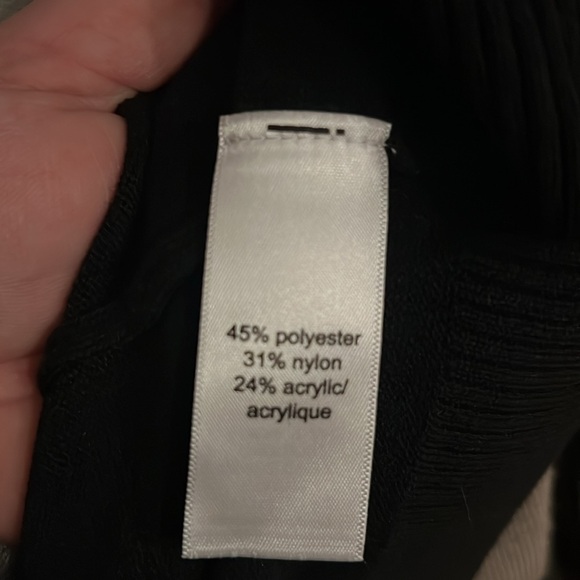 45% polyester
31% nylon
24% acrylic/
acrylique